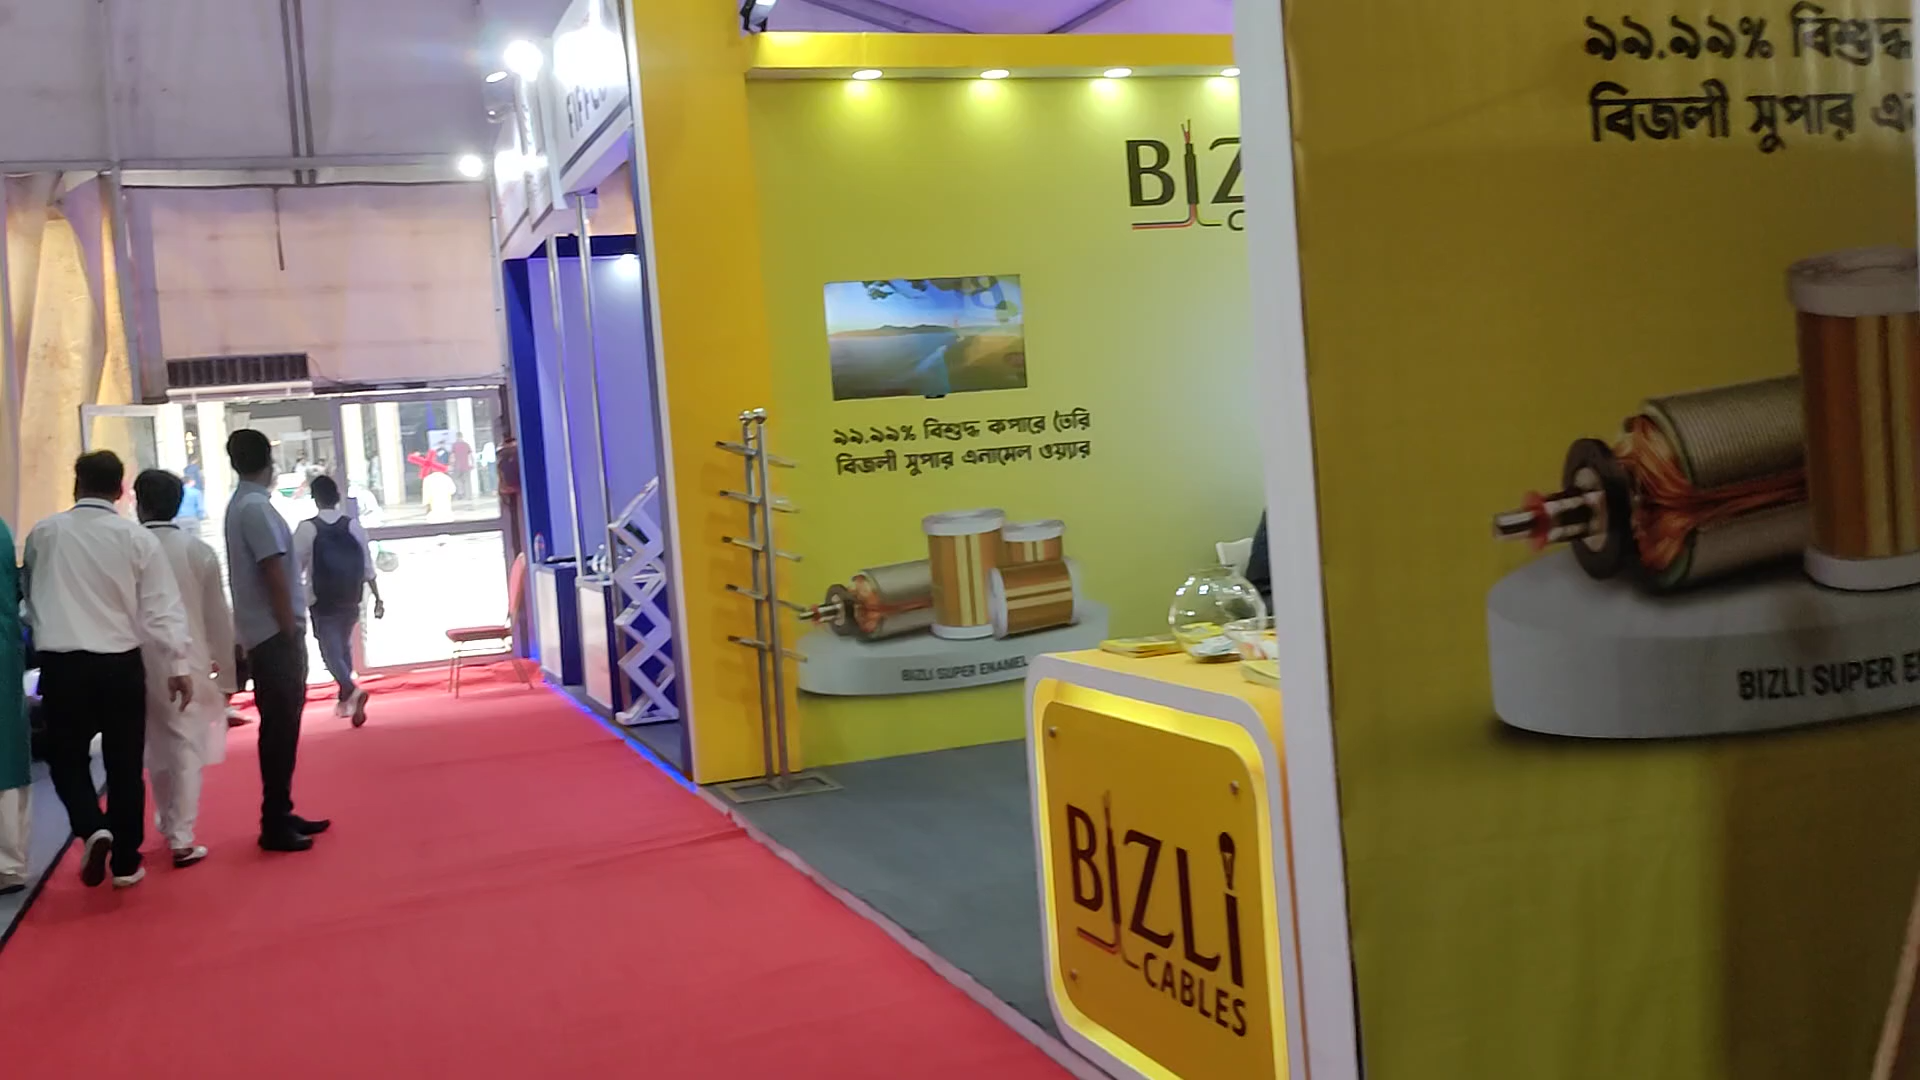 BIZ
C
৯৯.৯৯% বিশুদ্ধ কপারে তৈরি
বিজলী সুপার এনামেল ওয়্যার
BIZLI SUPER ENAMEL
BIZLI
CABLES
৯৯.৯৯% বিশুদ্ধ
বিজলী সুপার
BIZLI SUPER